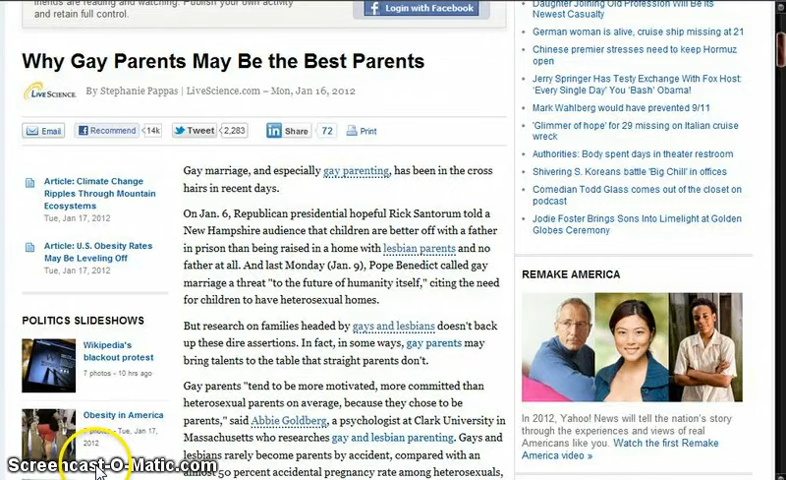 friends are reading and watching. Publish your own activity
and retain full control.
Login with Facebook
Why Gay Parents May Be the Best Parents
LIVESCIENCE
By Stephanie Pappas | LiveScience.com – Mon, Jan 16, 2012
Email
Recommend
14k
Tweet
2,283
Share
72
Print
Article: Climate Change
Ripples Through Mountain
Ecosystems
Tue, Jan 17, 2012
Article: U.S. Obesity Rates
May Be Leveling Off
Tue, Jan 17, 2012
POLITICS SLIDESHOWS
Wikipedia's
blackout protest
7 photos - 10 hrs ago
Obesity in America
photos - Tue, Jan 17,
2012
Gay marriage, and especially gay parenting, has been in the cross
hairs in recent days.
On Jan. 6, Republican presidential hopeful Rick Santorum told a
New Hampshire audience that children are better off with a father
in prison than being raised in a home with lesbian parents and no
father at all. And last Monday (Jan. 9), Pope Benedict called gay
marriage a threat "to the future of humanity itself," citing the need
for children to have heterosexual homes.
But research on families headed by gays and lesbians doesn't back
up these dire assertions. In fact, in some ways, gay parents may
bring talents to the table that straight parents don't.
Gay parents "tend to be more motivated, more committed than
heterosexual parents on average, because they chose to be
parents," said Abbie Goldberg, a psychologist at Clark University in
Massachusetts who researches gay and lesbian parenting. Gays and
lesbians rarely become parents by accident, compared with an
almost 50 percent accidental pregnancy rate among heterosexuals,
Daughter Joining Old Profession Will Be Its
Newest Casualty
German woman is alive, cruise ship missing at 21
Chinese premier stresses need to keep Hormuz
open
Jerry Springer Has Testy Exchange With Fox Host:
'Every Single Day' You 'Bash' Obama!
Mark Wahlberg would have prevented 9/11
'Glimmer of hope' for 29 missing on Italian cruise
wreck
Authorities: Body spent days in theater restroom
Shivering S. Koreans battle 'Big Chill' in offices
Comedian Todd Glass comes out of the closet on
podcast
Jodie Foster Brings Sons Into Limelight at Golden
Globes Ceremony
REMAKE AMERICA
In 2012, Yahoo! News will tell the nation's story
through the experiences and views of real
Americans like you. Watch the first Remake
America video »
Screencast-O-Matic.com